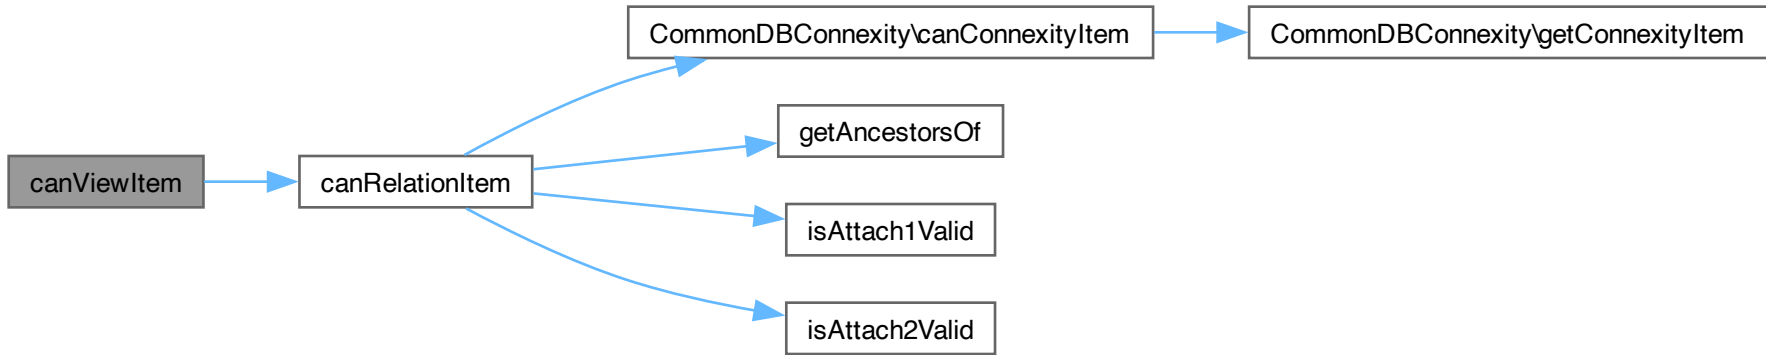 canViewItem
canRelationItem
CommonDBConnexity\canConnexityItem
CommonDBConnexity\getConnexityItem
getAncestorsOf
isAttach1Valid
isAttach2Valid